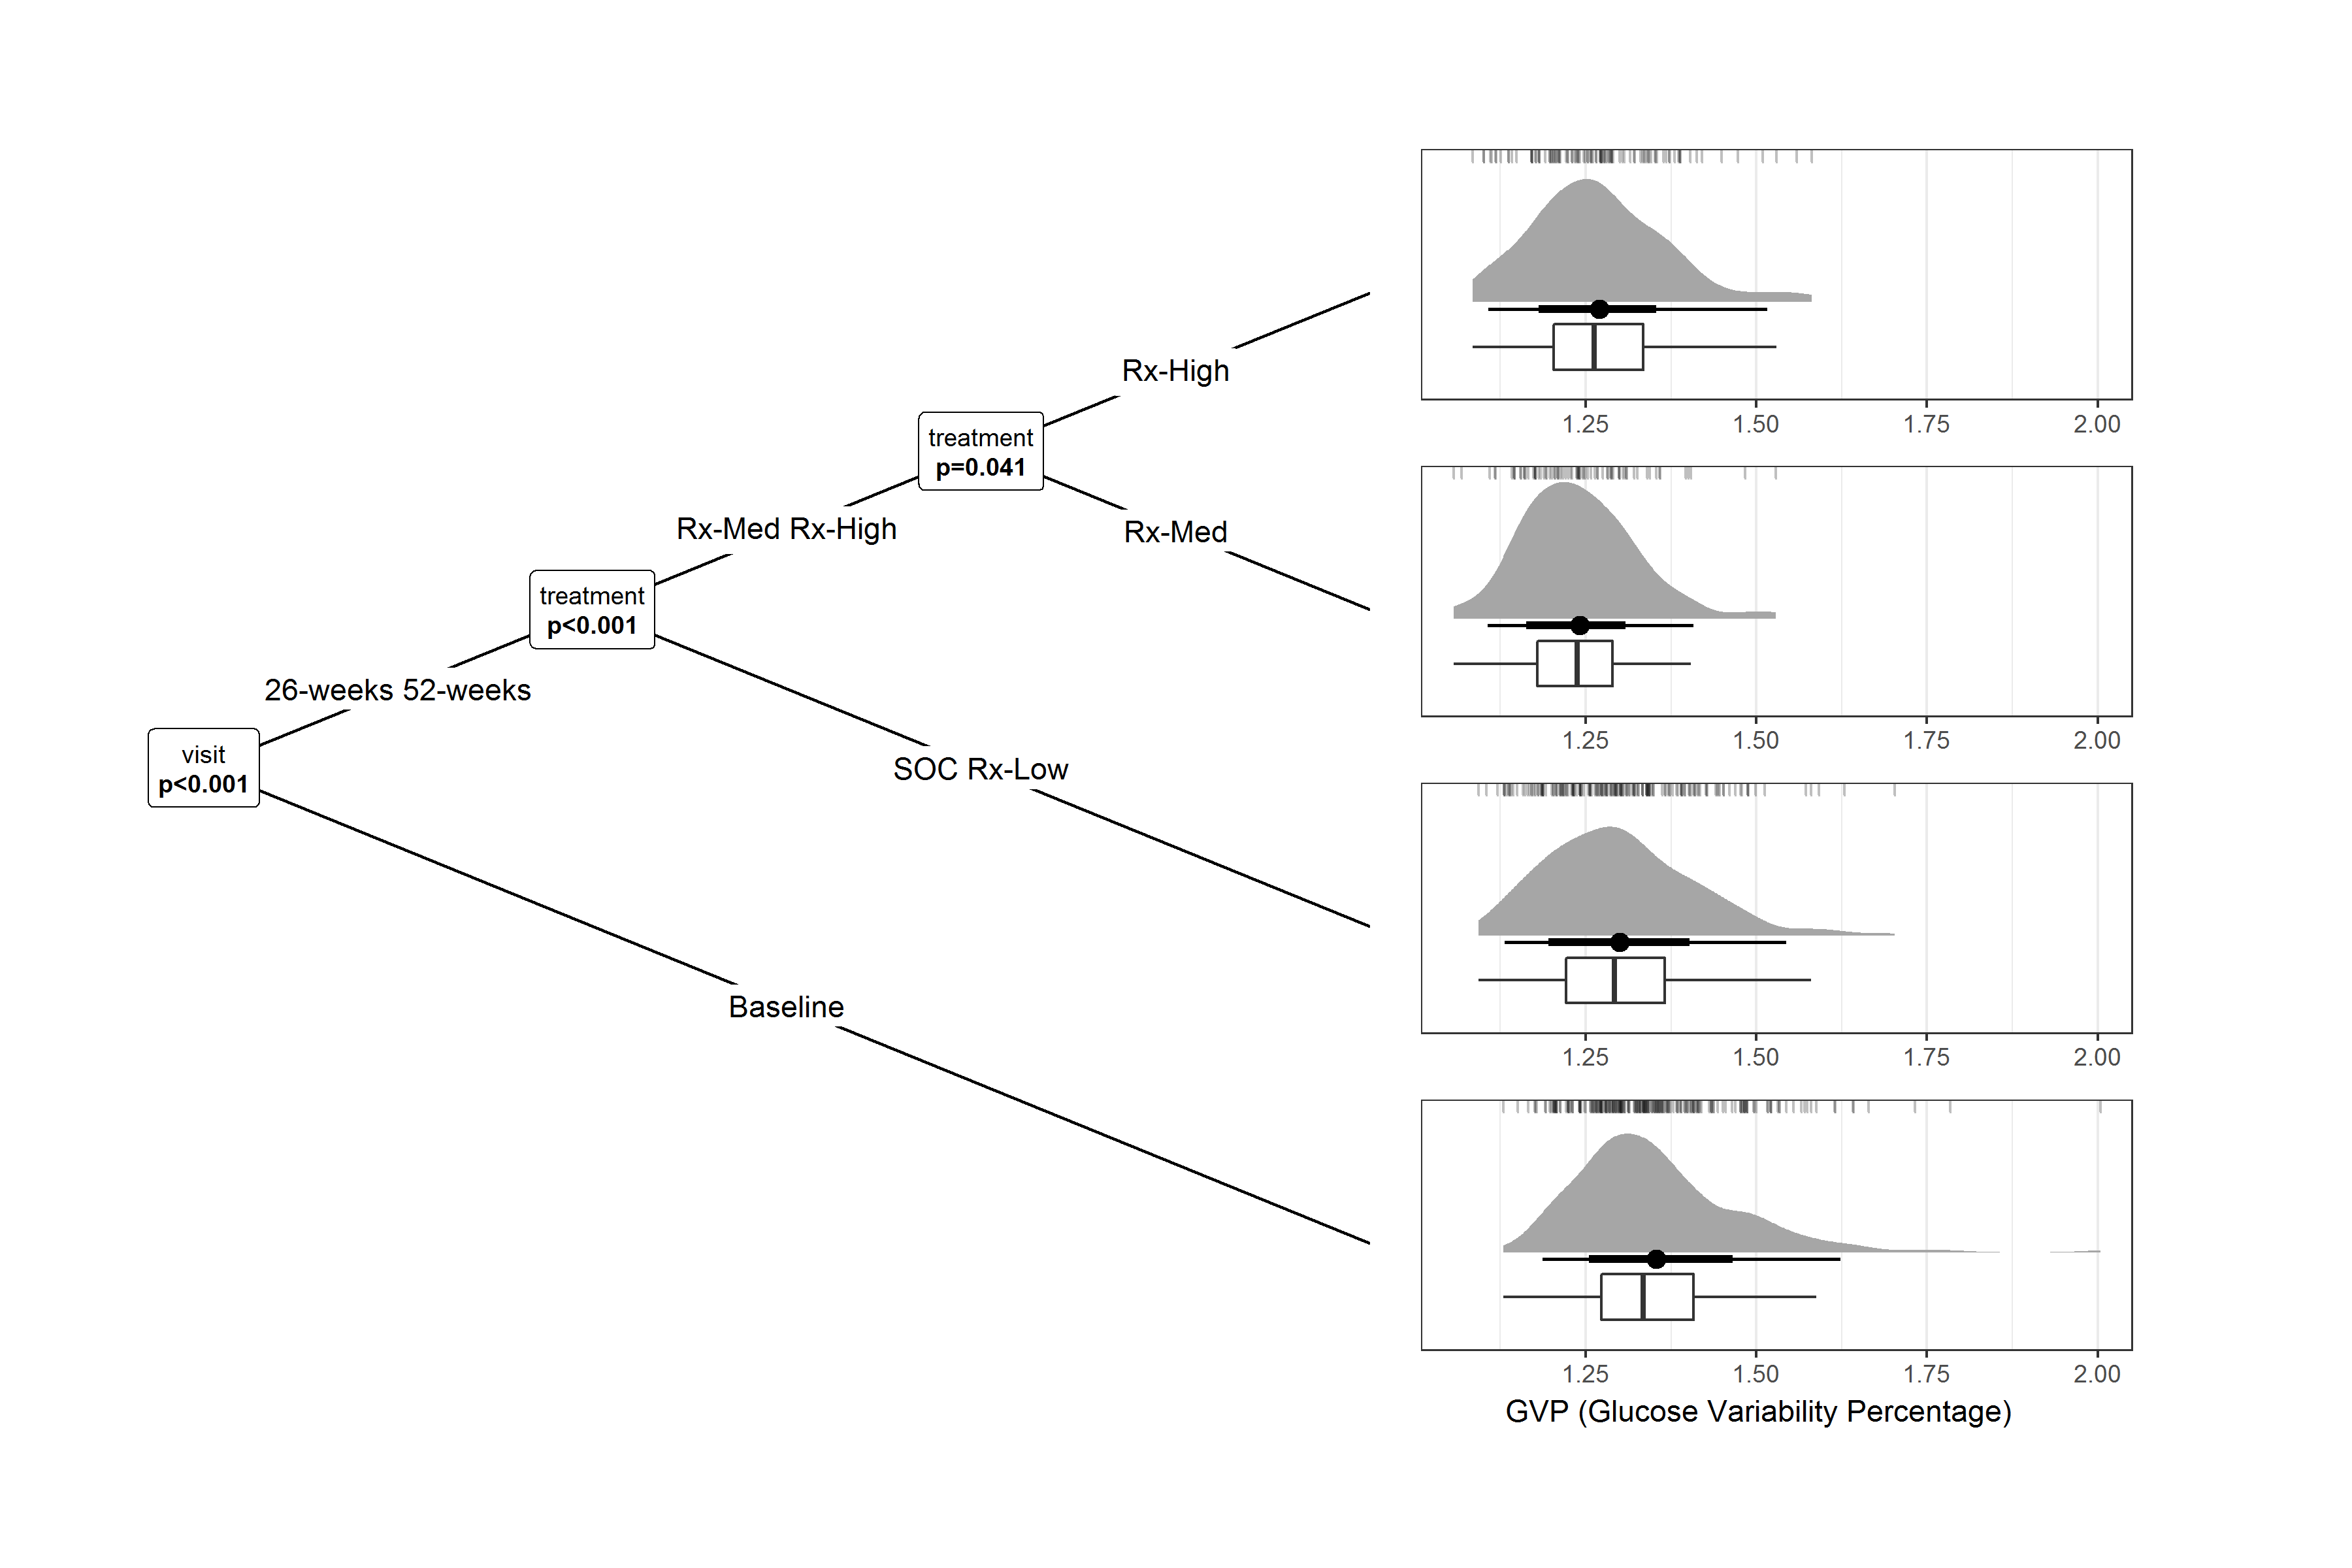 1.25 1.50 1.75 2.00
Rx-High
treatment
p=0.041
Rx-Med Rx-High
Rx-Med
treatment
p<0.001
26-weeks 52-weeks
1.25 1.50 1.75 2.00
visit
p<0.001
SOC Rx-Low
1.25 1.50 1.75 2.00
Baseline
1.25 1.50 1.75 2.00
GVP (Glucose Variability Percentage)